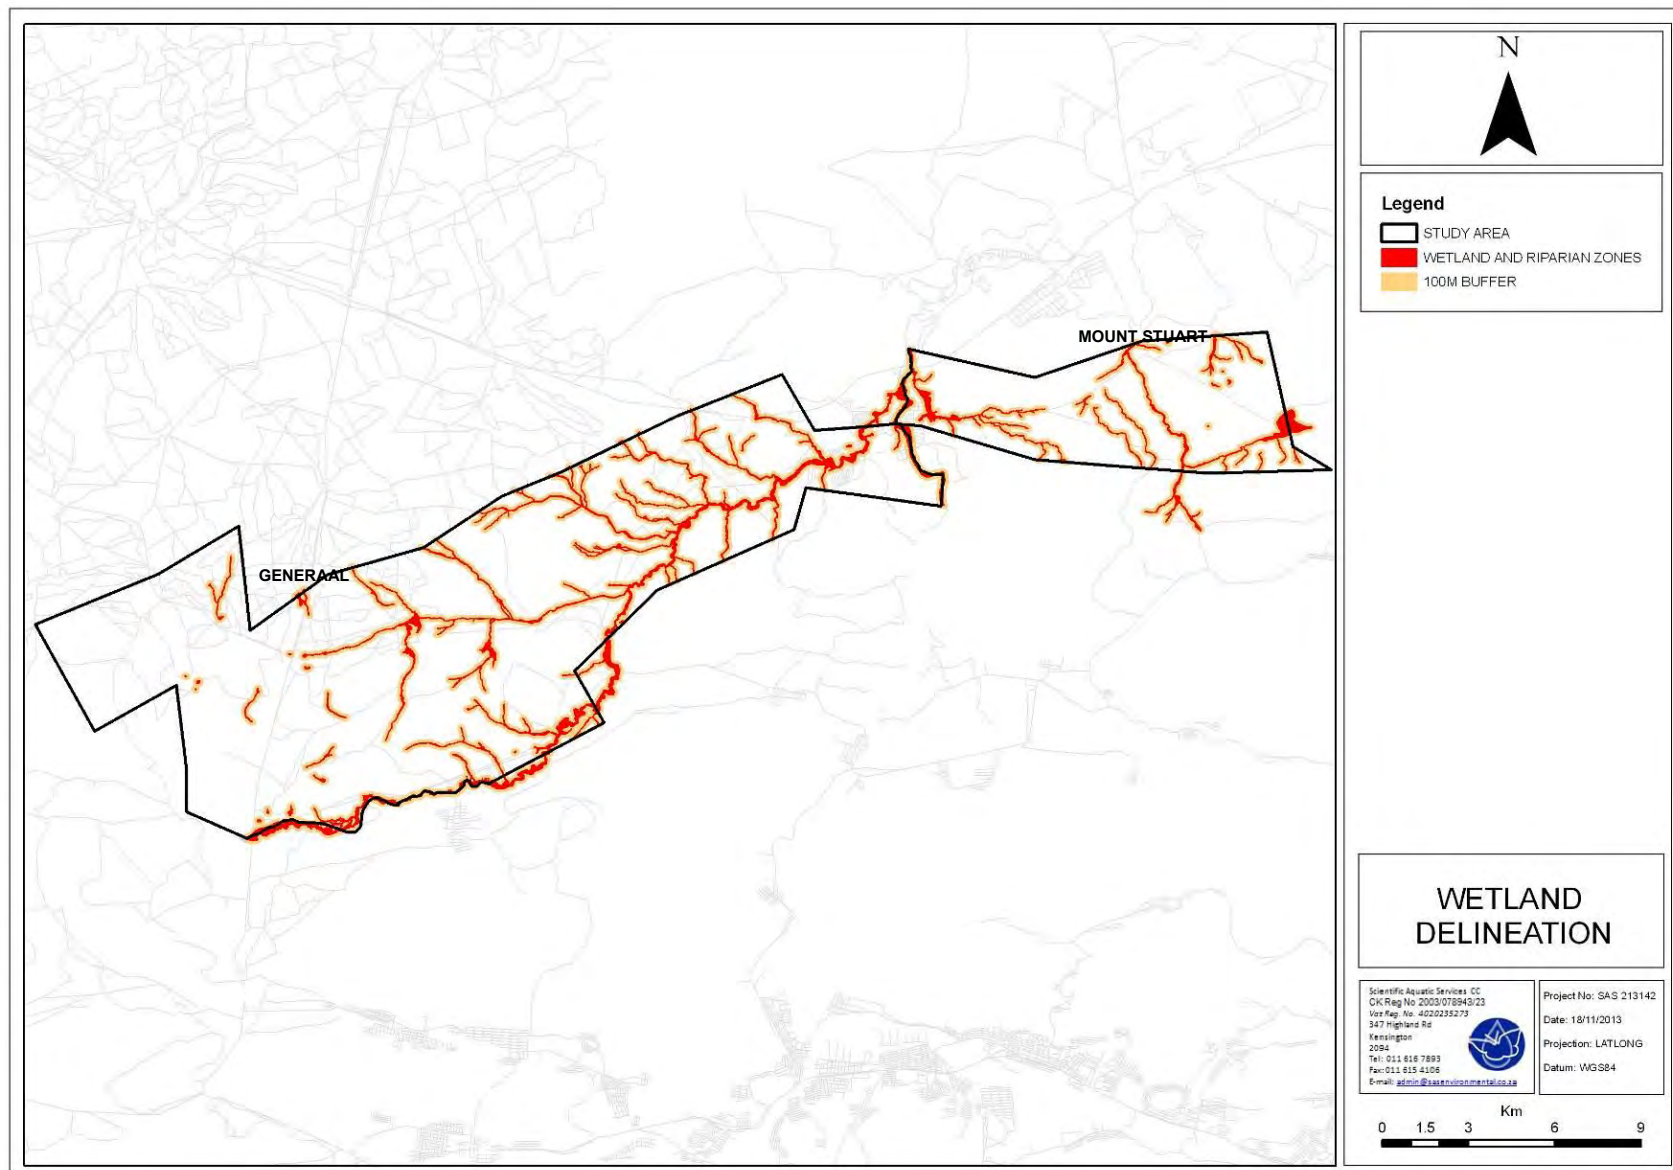 N
Legend
STUDY AREA
WETLAND AND RIPARIAN ZONES
100M BUFFER
MOUNT STUART
GENERAAL
WETLAND
DELINEATION
Scientific Aquatic Services CC
CK Reg No 2003/078943/23
Vat Reg. No. 4020235273
347 Highland Rd
Kensington
2094
Tel: 011 616 7893
Fax: 011 615 4106
E-mail: admin@sasenvironmental.co.za
Project No: SAS 213142
Date: 18/11/2013
Projection: LATLONG
Datum: WGS84
Km
0 1.5 3 6 9